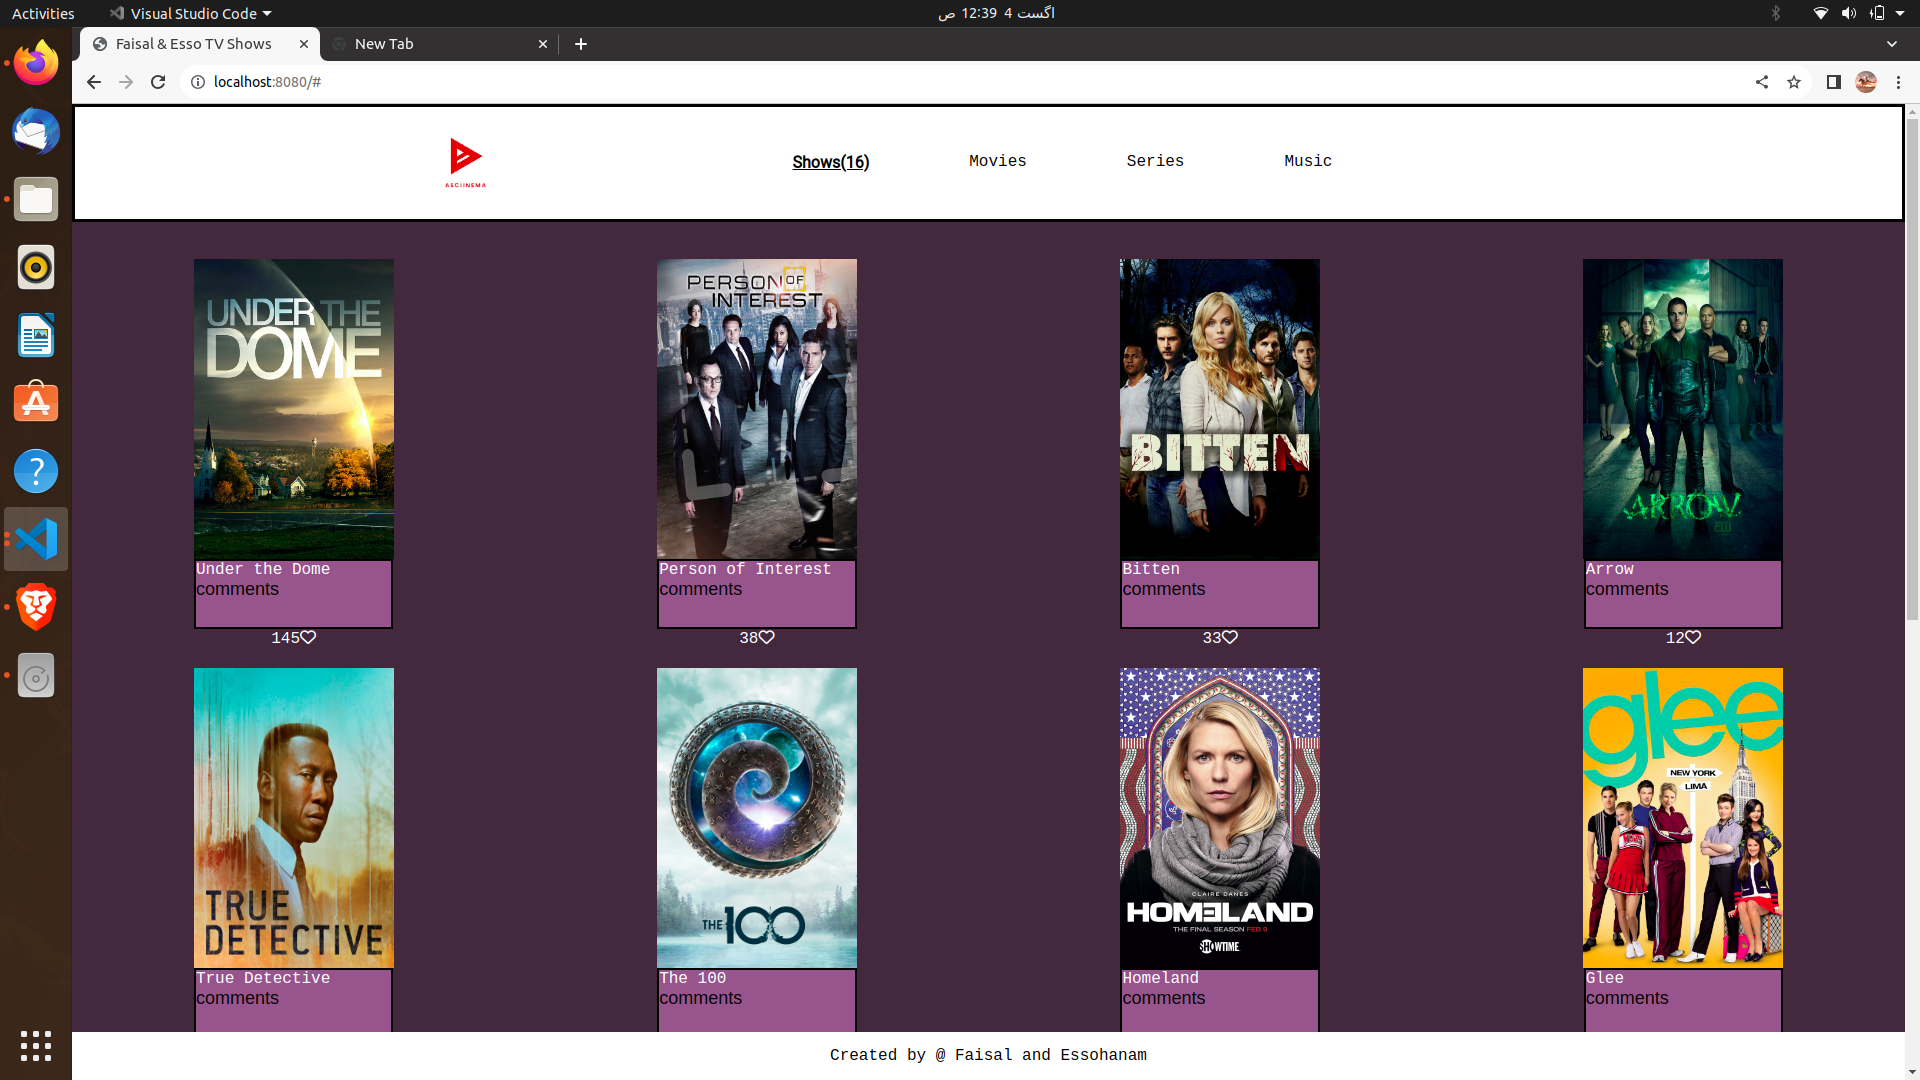 Activities
Visual Studio Code
اگست 4  12:39 ص
Faisal & Esso TV Shows
New Tab
localhost:8080/#
ASCIINEMA
Shows(16)
Movies
Series
Music
UNDER THE
DOME
PERSON OF
INTEREST
BITTEN
ARROW
Under the Dome
comments
145
Person of Interest
comments
38
Bitten
comments
33
Arrow
comments
12
TRUE
DETECTIVE
THE 100
CLAIRE DANES
HOMELAND
THE FINAL SEASON FEB 9
SHOWTIME
glee
NEW YORK
LIMA
True Detective
comments
The 100
comments
Homeland
comments
Glee
comments
Created by @ Faisal and Essohanam